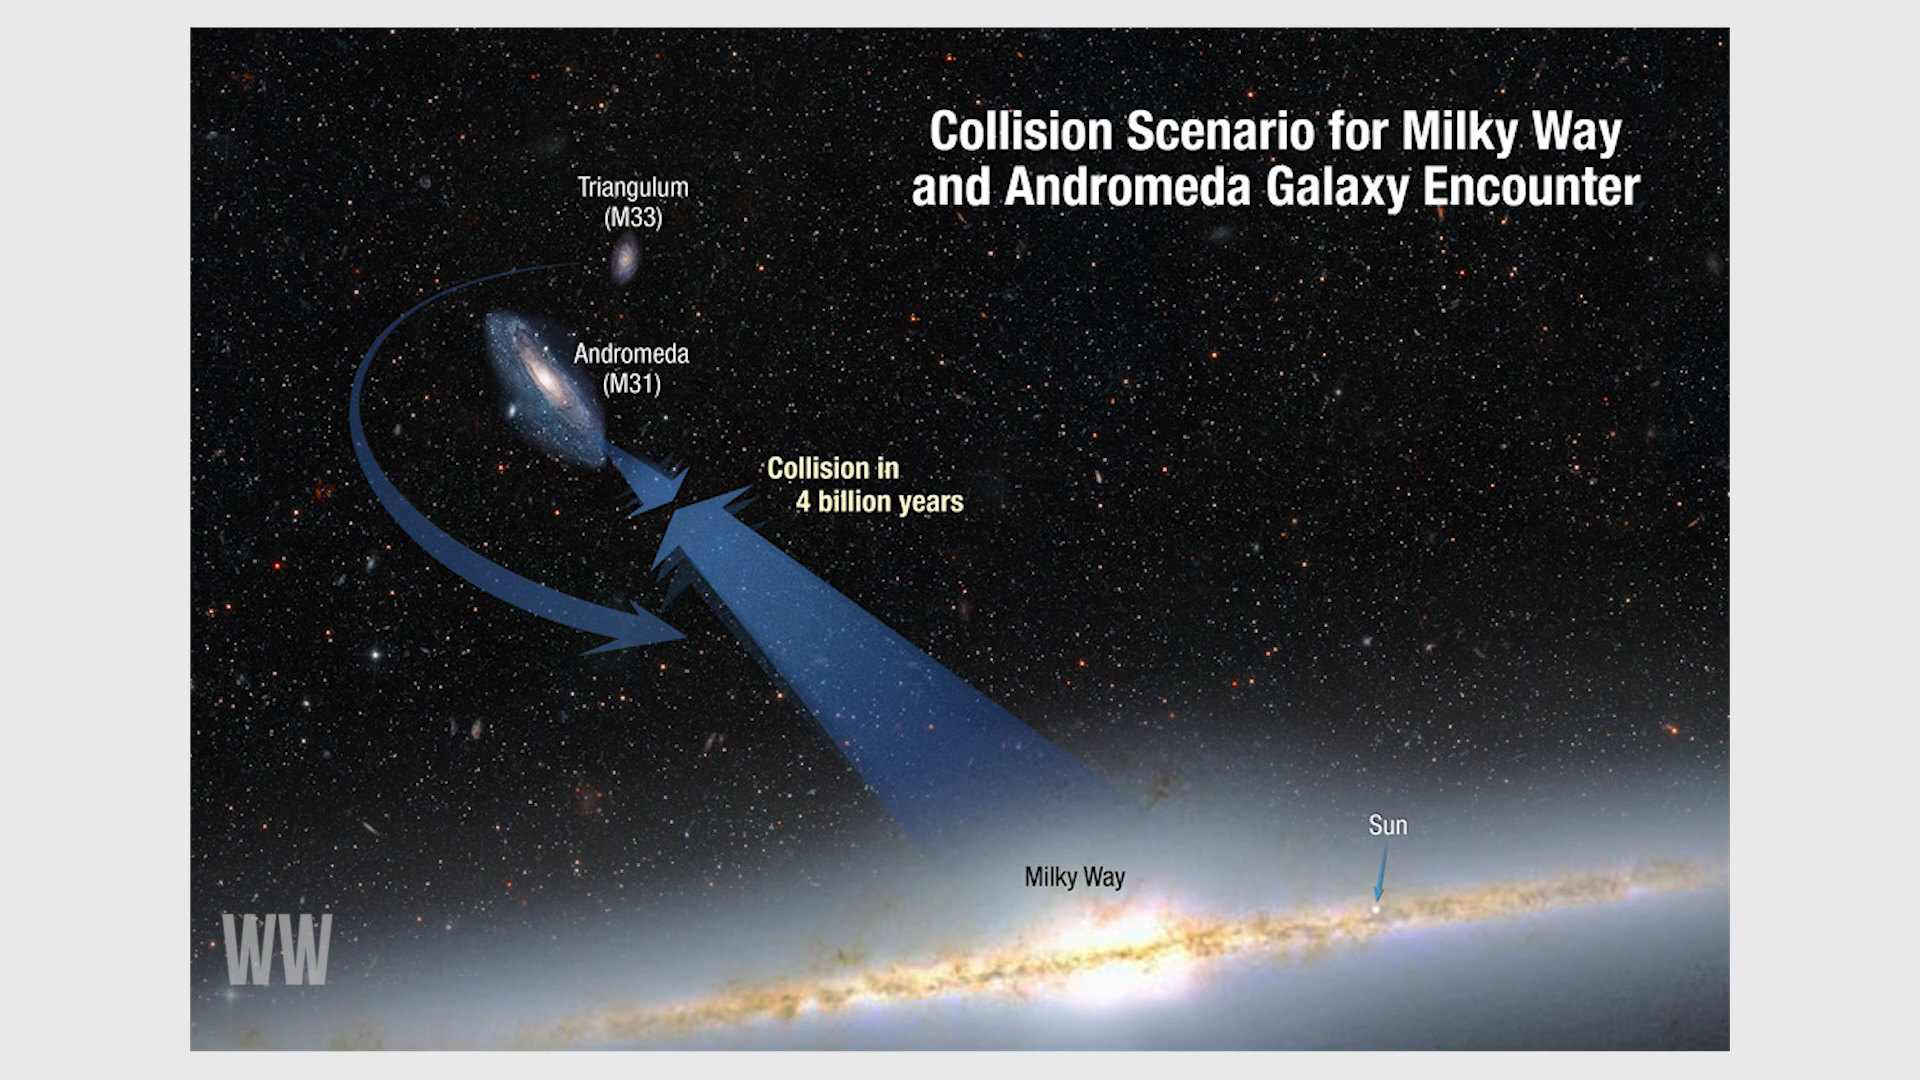 Collision Scenario for Milky Way
and Andromeda Galaxy Encounter
Triangulum
(M33)
Andromeda
(M31)
Collision in
4 billion years
Sun
Milky Way
WW